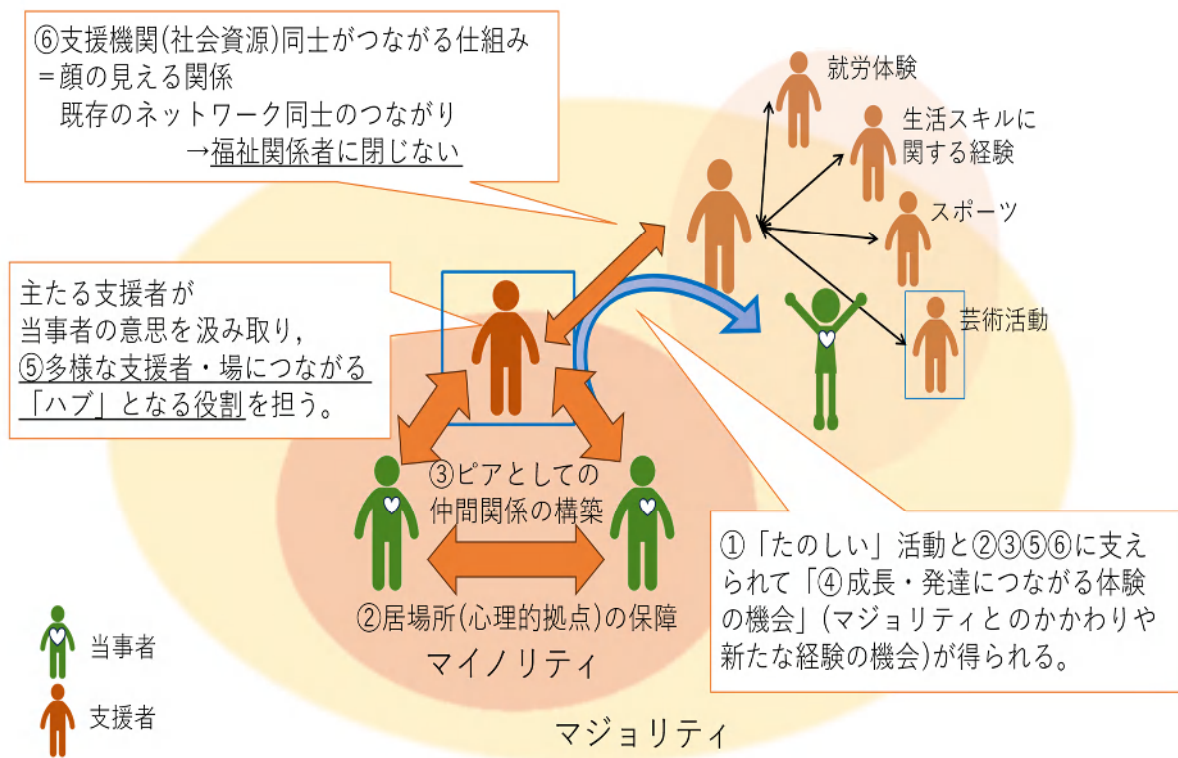 ⑥支援機関(社会資源)同士がつながる仕組み
＝顔の見える関係
既存のネットワーク同士のつながり
→福祉関係者に閉じない
就労体験
生活スキルに
関する経験
スポーツ
芸術活動
主たる支援者が
当事者の意思を汲み取り，
⑤多様な支援者・場につながる
「ハブ」となる役割を担う。
③ピアとしての
仲間関係の構築
②居場所(心理的拠点)の保障
マイノリティ
①「たのしい」活動と②③⑤⑥に支え
られて「④成長・発達につながる体験
の機会」(マジョリティとのかかわりや
新たな経験の機会)が得られる。
当事者
支援者
マジョリティ